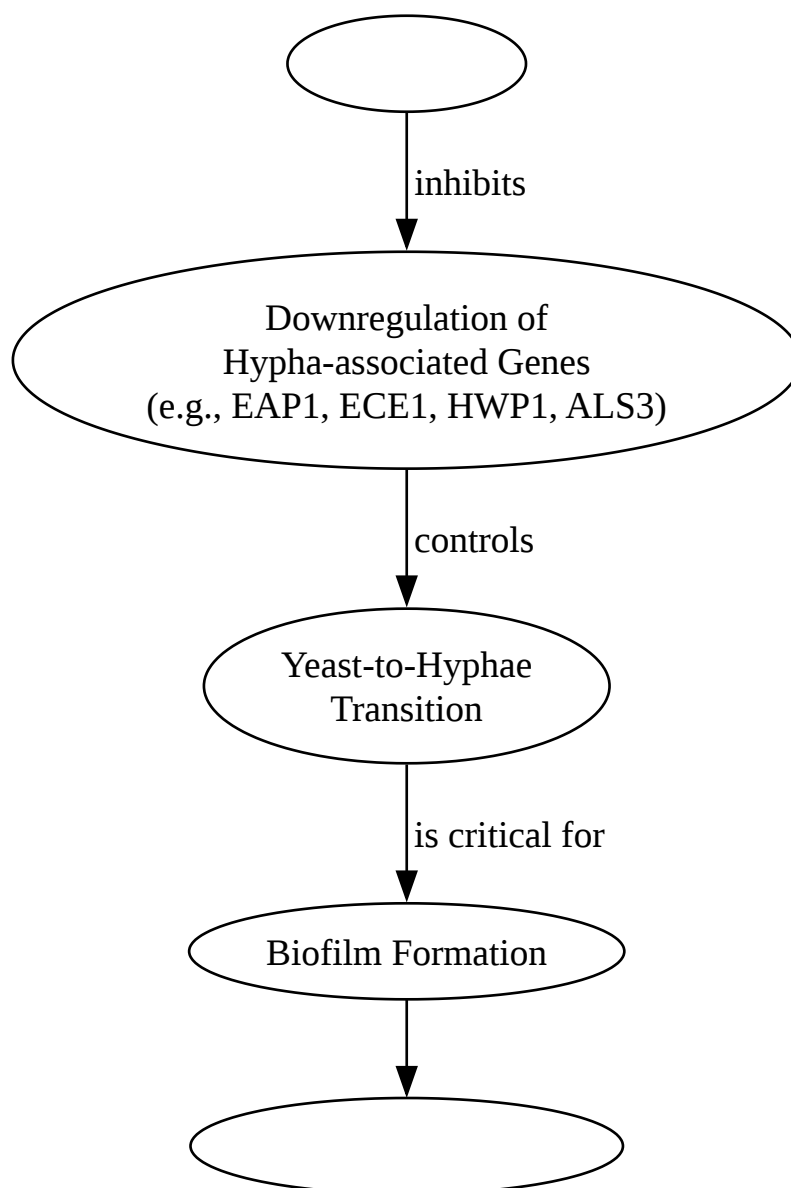 inhibits
Downregulation of
Hypha-associated Genes
(e.g., EAP1, ECE1, HWP1, ALS3)
controls
Yeast-to-Hyphae
Transition
is critical for
Biofilm Formation